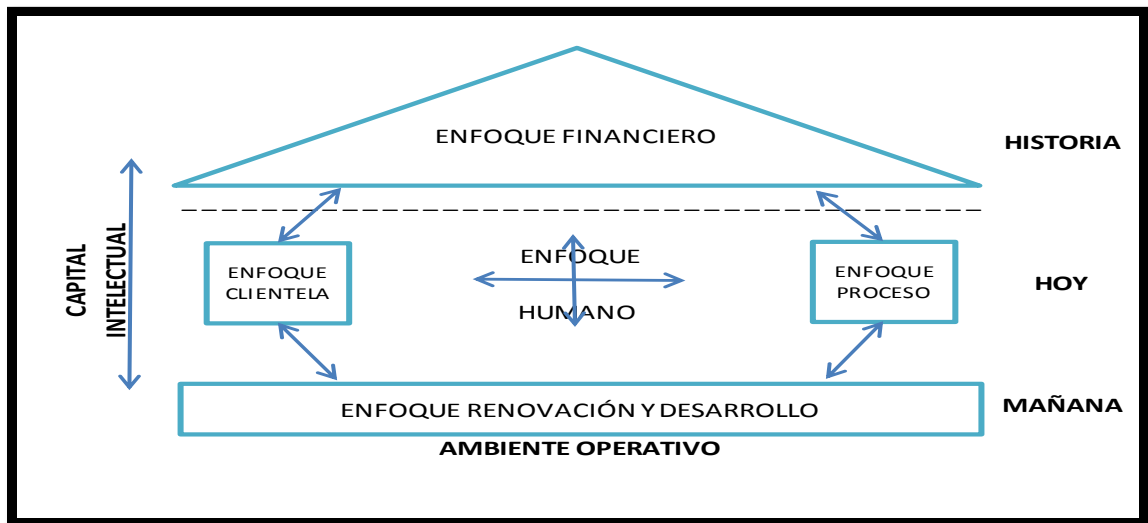 ENFOQUE FINANCIERO
HISTORIA
CAPITAL
INTELECTUAL
ENFOQUE
CLIENTELA
ENFOQUE
HUMANO
ENFOQUE
PROCESO
HOY
ENFOQUE RENOVACIÓN Y DESARROLLO
MAÑANA
AMBIENTE OPERATIVO